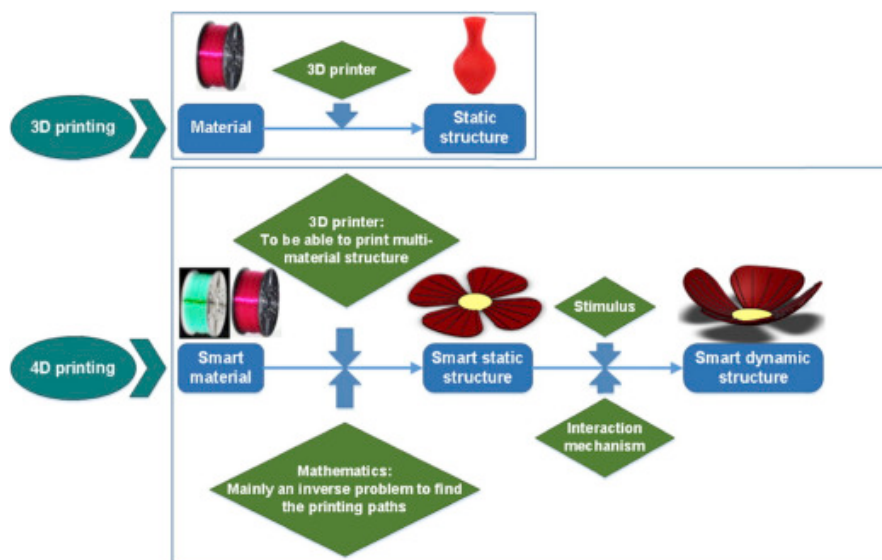 3D printer
3D printing
Material
Static
structure
3D printer:
To be able to print multi-
material structure
Stimulus
4D printing
Smart
material
Smart static
structure
Smart dynamic
structure
Interaction
mechanism
Mathematics:
Mainly an inverse problem to find
the printing paths